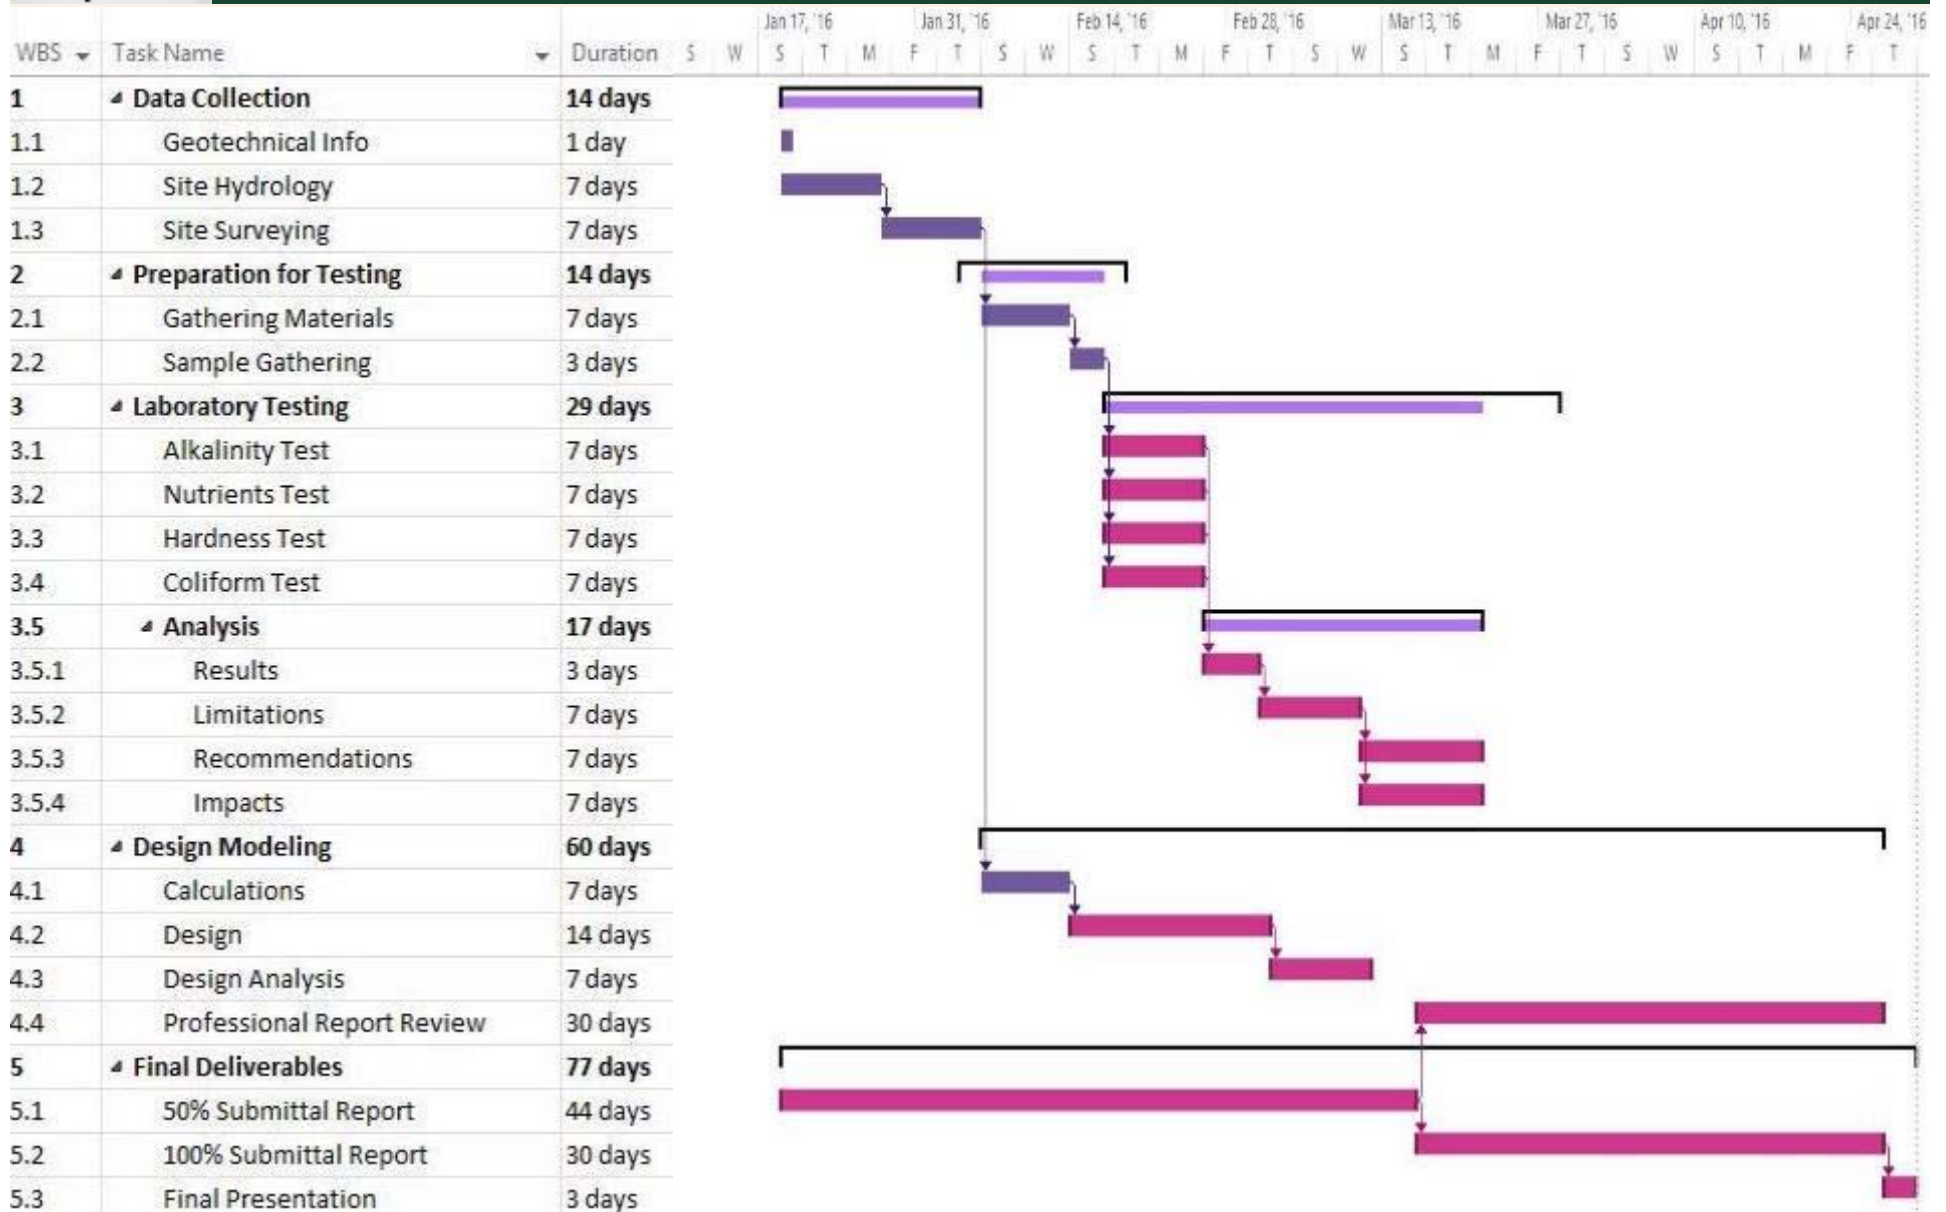 Jan 17, '16 Jan 31, '16 Feb 14, '16 Feb 28, '16 Mar 13, '16 Mar 27, '16 Apr 10, '16 Apr 24, '16
WBS Task Name Duration S W S T M F T S W S T M F T S W S T M F T S W S T M F T
1 Data Collection 14 days
1.1 Geotechnical Info 1 day
1.2 Site Hydrology 7 days
1.3 Site Surveying 7 days
2 Preparation for Testing 14 days
2.1 Gathering Materials 7 days
2.2 Sample Gathering 3 days
3 Laboratory Testing 29 days
3.1 Alkalinity Test 7 days
3.2 Nutrients Test 7 days
3.3 Hardness Test 7 days
3.4 Coliform Test 7 days
3.5 Analysis 17 days
3.5.1 Results 3 days
3.5.2 Limitations 7 days
3.5.3 Recommendations 7 days
3.5.4 Impacts 7 days
4 Design Modeling 60 days
4.1 Calculations 7 days
4.2 Design 14 days
4.3 Design Analysis 7 days
4.4 Professional Report Review 30 days
5 Final Deliverables 77 days
5.1 50% Submittal Report 44 days
5.2 100% Submittal Report 30 days
5.3 Final Presentation 3 days